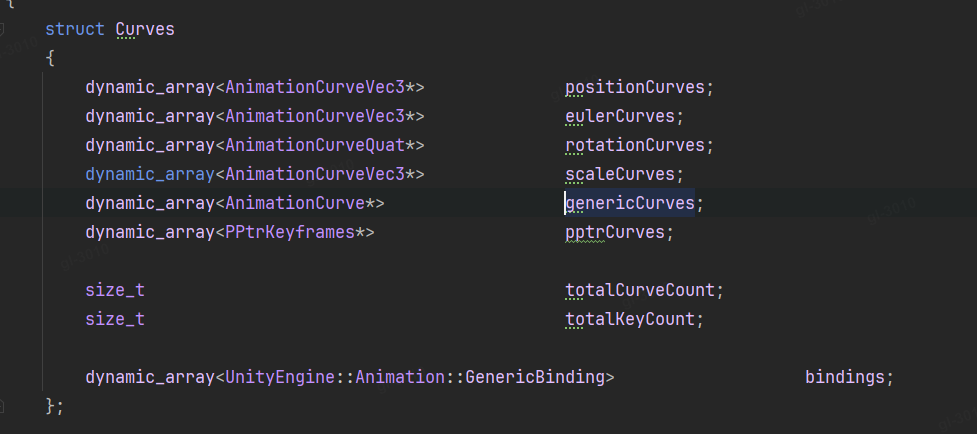 {
struct Curves
{
dynamic_array<AnimationCurveVec3*> positionCurves;
dynamic_array<AnimationCurveVec3*> eulerCurves;
dynamic_array<AnimationCurveQuat*> rotationCurves;
dynamic_array<AnimationCurveVec3*> scaleCurves;
dynamic_array<AnimationCurve*> genericCurves;
dynamic_array<PPtrKeyframes*> pptrCurves;
size_t totalCurveCount;
size_t totalKeyCount;
dynamic_array<UnityEngine::Animation::GenericBinding> bindings;
};